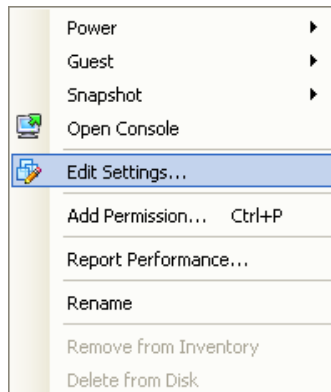 Power
Guest
Snapshot
Open Console
Edit Settings...
Add Permission... Ctrl+P
Report Performance...
Rename
Remove from Inventory
Delete from Disk